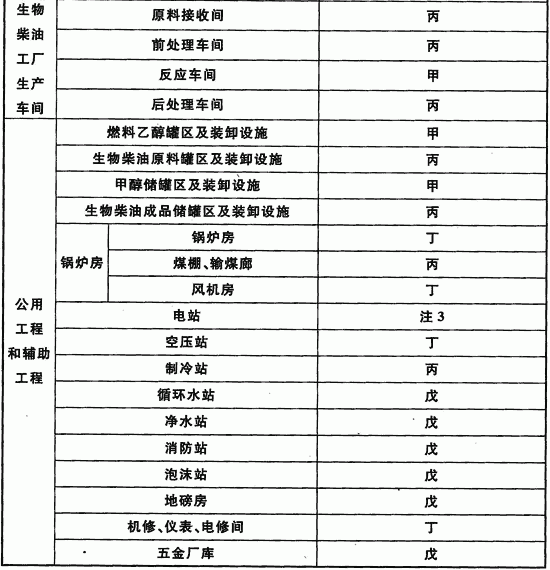 生物
柴油
工厂
生产
车间
原料接收间 丙
前处理车间 丙
反应车间 甲
后处理车间 丙
公用
工程
和辅助
工程
燃料乙醇罐区及装卸设施 甲
生物柴油原料罐区及装卸设施 丙
甲醇储罐区及装卸设施 甲
生物柴油成品储罐区及装卸设施 丙
锅炉房 锅炉房 丁
煤棚、输煤廊 丙
风机房 丁
电站 注3
空压站 丁
制冷站 丙
循环水站 戊
净水站 戊
消防站 戊
泡沫站 戊
地磅房 戊
机修、仪表、电修间 丁
五金厂库 戊